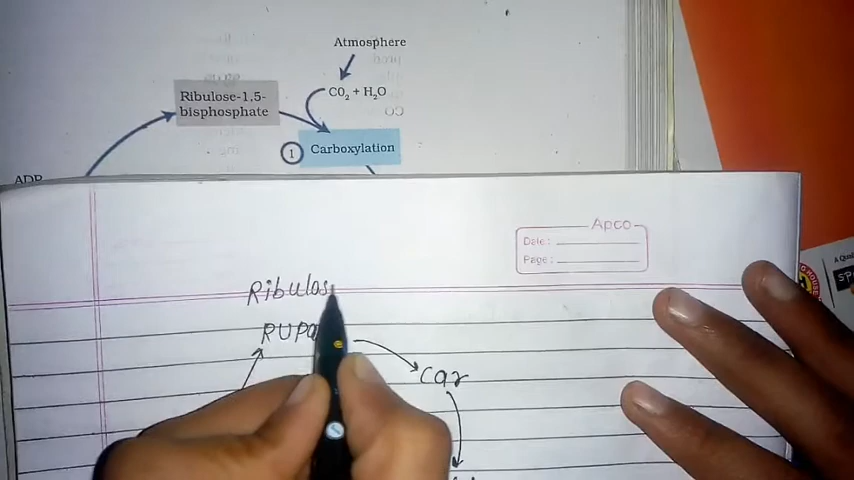 Atmosphere
Ribulose-1,5-
bisphosphate
CO2 + H2O
1 Carboxylation
ADP
Apco
Date:
Page:
Ribulos
RUP
Car